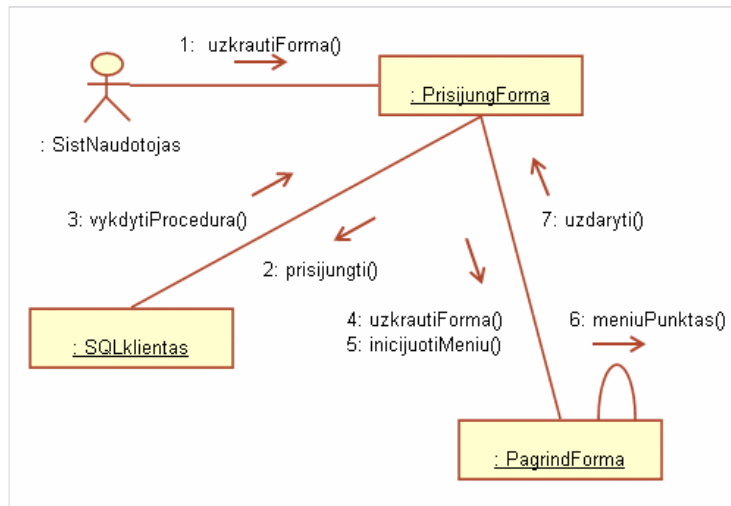 1: uzkrautiForma()
: PrisijungForma
: SistNaudotojas
3: vykdytiProcedura()
7: uzdaryti()
2: prisijungti()
4: uzkrautiForma()
5: inicijuotiMeniu()
6: meniuPunktas()
: SQLklientas
: PagrindForma